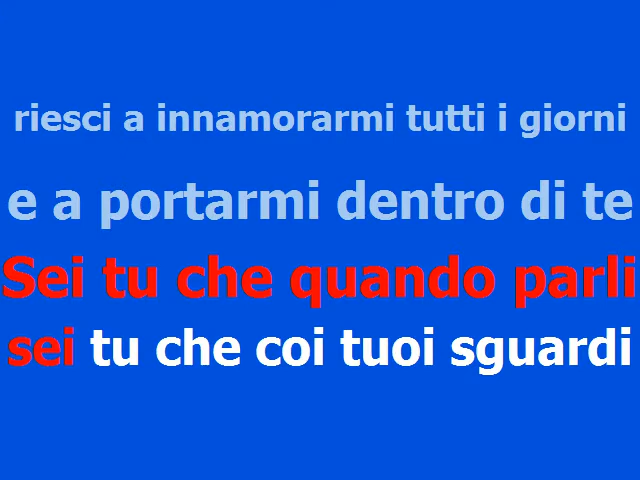 riesci a innamorarmi tutti i giorni
e a portarmi dentro di te
Sei tu che quando parli
sei tu che coi tuoi sguardi